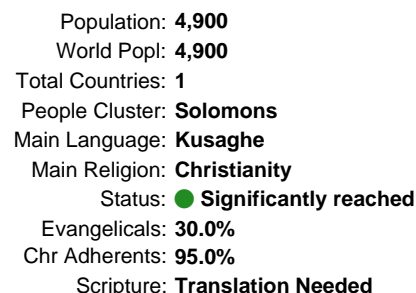 Population: 4,900
World Popl: 4,900
Total Countries: 1
People Cluster: Solomons
Main Language: Kusaghe
Main Religion: Christianity
Status: Significantly reached
Evangelicals: 30.0%
Chr Adherents: 95.0%
Scripture: Translation Needed